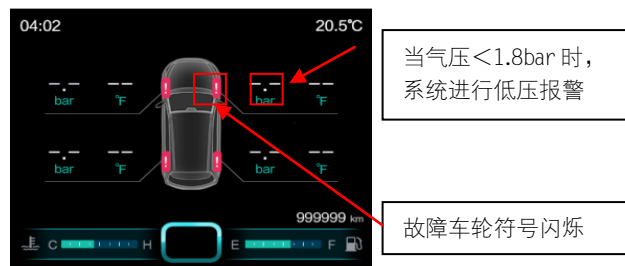 04:02 20.5℃
当气压＜1.8bar 时，
系统进行低压报警
--.-- -- --.-- --
bar ℉ bar ℉
--.-- -- --.-- --
bar ℉ bar ℉
999999 km
故障车轮符号闪烁
C H E F